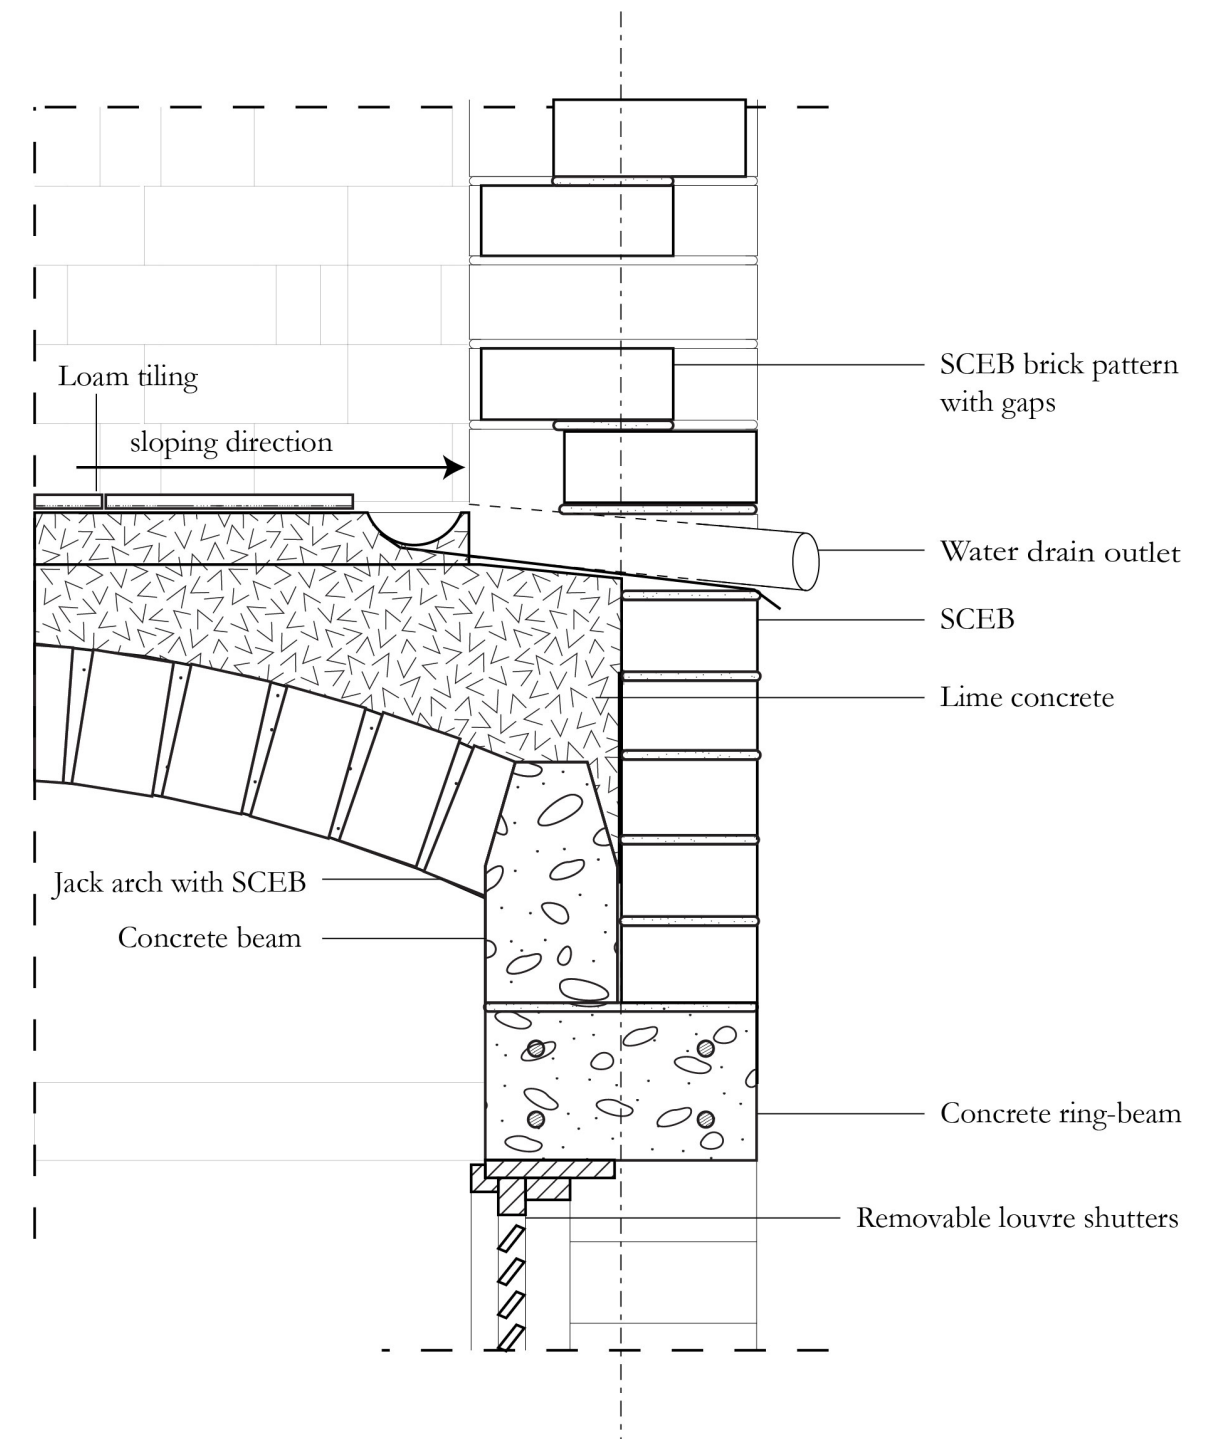 SCEB brick pattern
with gaps
Loam tiling
sloping direction
Water drain outlet
SCEB
Lime concrete
Jack arch with SCEB
Concrete beam
Concrete ring-beam
Removable louvre shutters